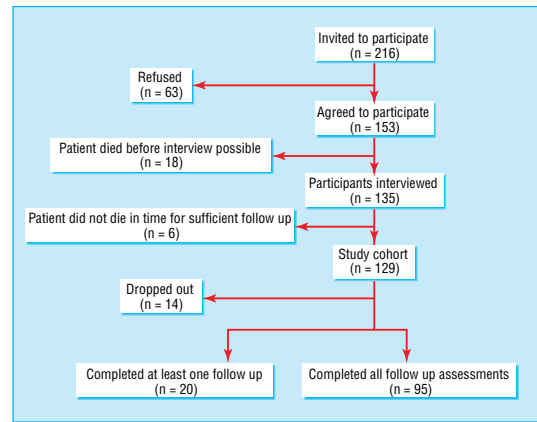 Invited to participate
(n = 216)
Refused
(n = 63)
Agreed to participate
(n = 153)
Patient died before interview possible
(n = 18)
Participants interviewed
(n = 135)
Patient did not die in time for sufficient follow up
(n = 6)
Study cohort
(n = 129)
Dropped out
(n = 14)
Completed at least one follow up
(n = 20)
Completed all follow up assessments
(n = 95)